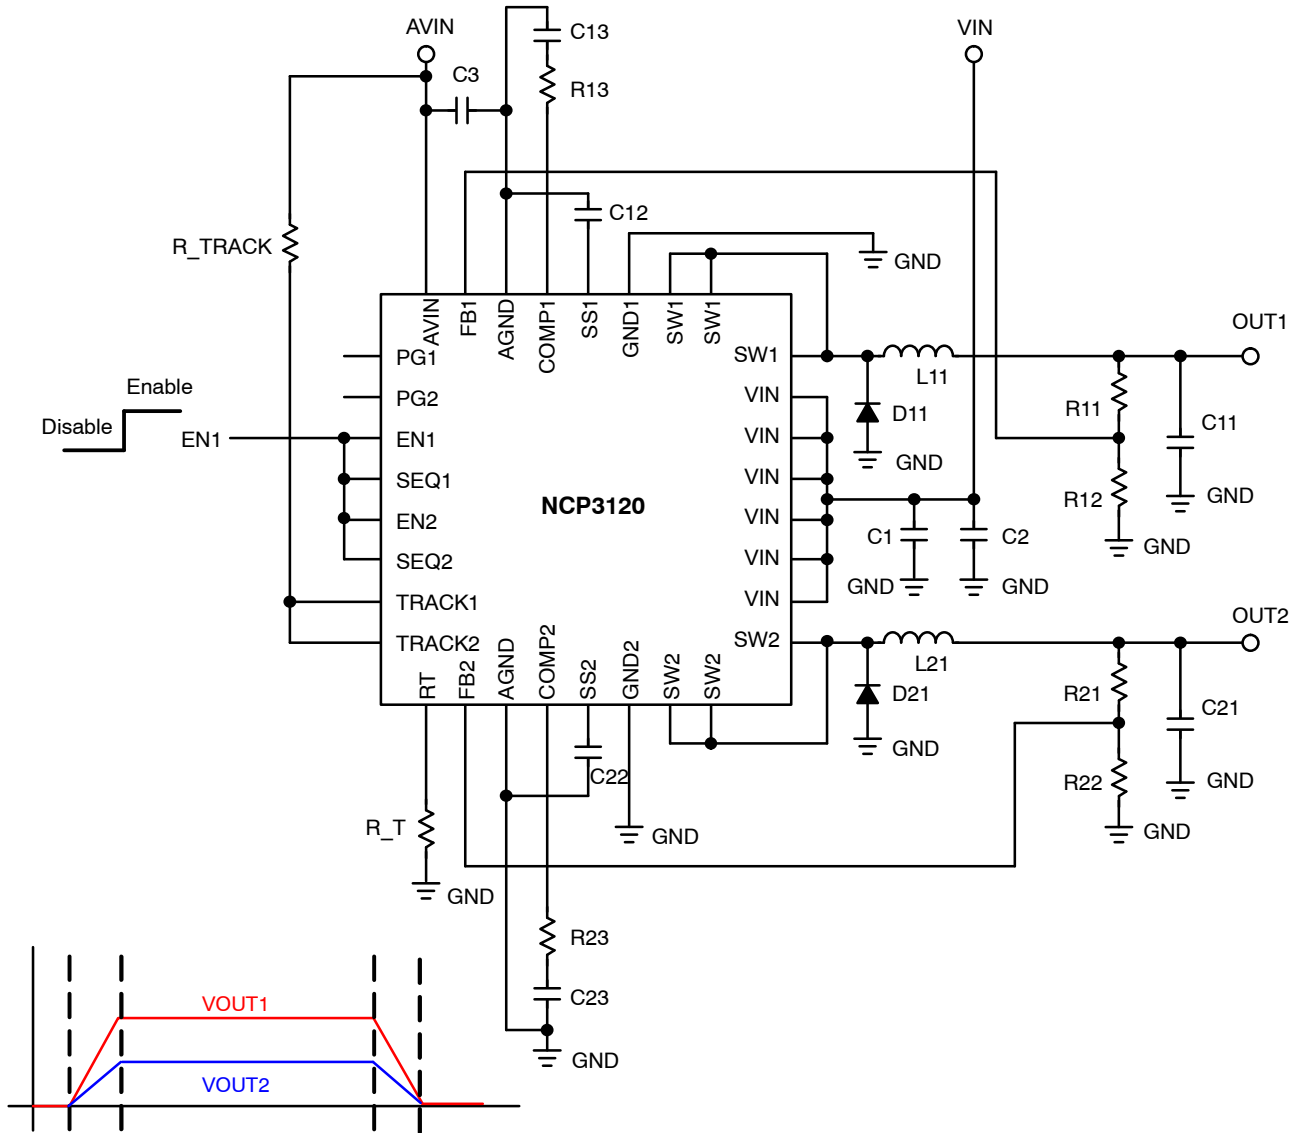 AVIN
VIN
C13
C3
R13
C12
R_TRACK
GND
AVIN
FB1
AGND
COMP1
SS1
GND1
SW1
SW1
OUT1
PG1
SW1
L11
Enable
PG2
VIN
R11
D11
C11
Disable
EN1
EN1
VIN
GND
SEQ1
VIN
R12
GND
NCP3120
EN2
VIN
C1
C2
GND
SEQ2
VIN
GND
GND
TRACK1
VIN
OUT2
TRACK2
SW2
L21
RT
FB2
AGND
COMP2
SS2
GND2
SW2
SW2
D21
R21
C21
GND
C22
R22
GND
R_T
GND
GND
GND
R23
C23
VOUT1
GND
VOUT2